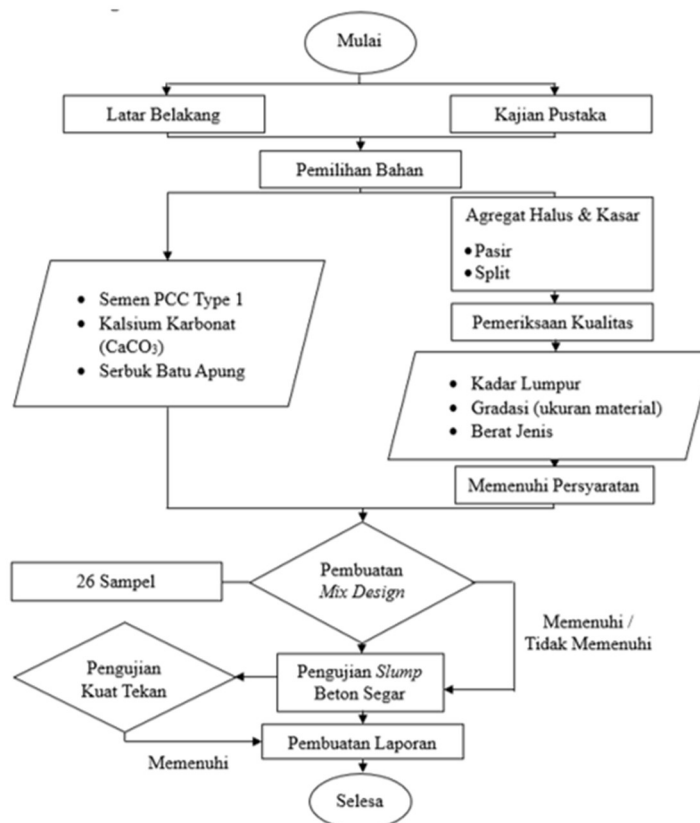 Mulai
Latar Belakang
Kajian Pustaka
Pemilihan Bahan
Agregat Halus & Kasar
•Pasir
•Split
• Semen PCC Type 1
• Kalsium Karbonat
(CaCO₃)
• Serbuk Batu Apung
Pemeriksaan Kualitas
• Kadar Lumpur
• Gradasi (ukuran material)
• Berat Jenis
Memenuhi Persyaratan
26 Sampel
Pembuatan
Mix Design
Memenuhi /
Tidak Memenuhi
Pengujian
Kuat Tekan
Pengujian Slump
Beton Segar
Memenuhi
Pembuatan Laporan
Selesa